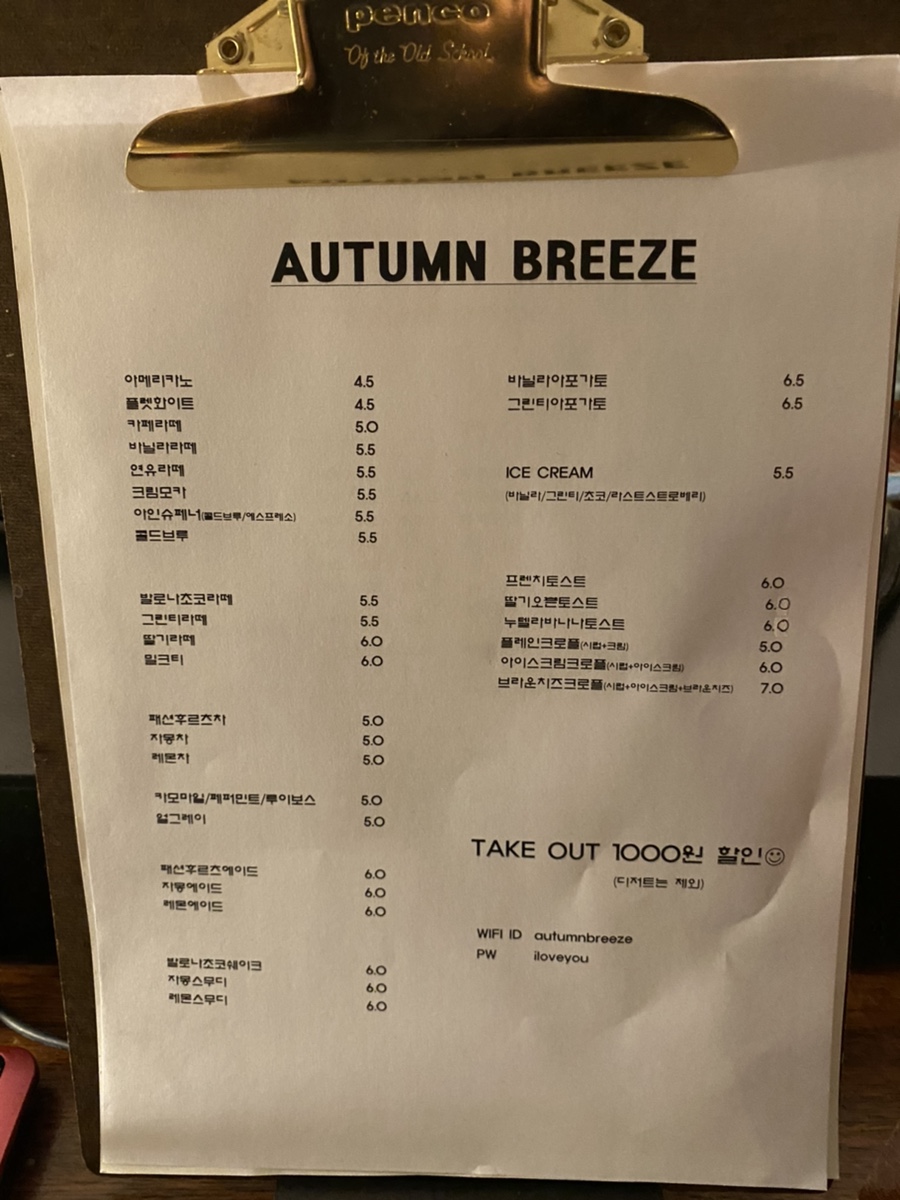 penco
Of the Old School
AUTUMN BREEZE
아메리카노 4.5
플렛화이트 4.5
카페라떼 5.0
바닐라라떼 5.5
연유라떼 5.5
크림모카 5.5
아인슈페너(콜드브루/에스프레소) 5.5
콜드브루 5.5
발로나초코라떼 5.5
그린티라떼 5.5
딸기라떼 6.0
밀크티 6.0
패션후르츠차 5.0
자몽차 5.0
레몬차 5.0
카모마일/페퍼민트/루이보스 5.0
얼그레이 5.0
패션후르츠에이드 6.0
자몽에이드 6.0
레몬에이드 6.0
발로나초코쉐이크 6.0
자몽스무디 6.0
레몬스무디 6.0
바닐라아포가토 6.5
그린티아포가토 6.5
ICE CREAM 5.5
(바닐라/그린티/초코/라스트스트로베리)
프렌치토스트 6.0
딸기오픈토스트 6.0
누텔라바나나토스트 6.0
플레인크로플(시럽+크림) 5.0
아이스크림크로플(시럽+아이스크림) 6.0
브라운치즈크로플(시럽+아이스크림+브라운치즈) 7.0
TAKE OUT 1000원 할인☺
(디저트는 제외)
WIFI ID autumnbreeze
PW iloveyou